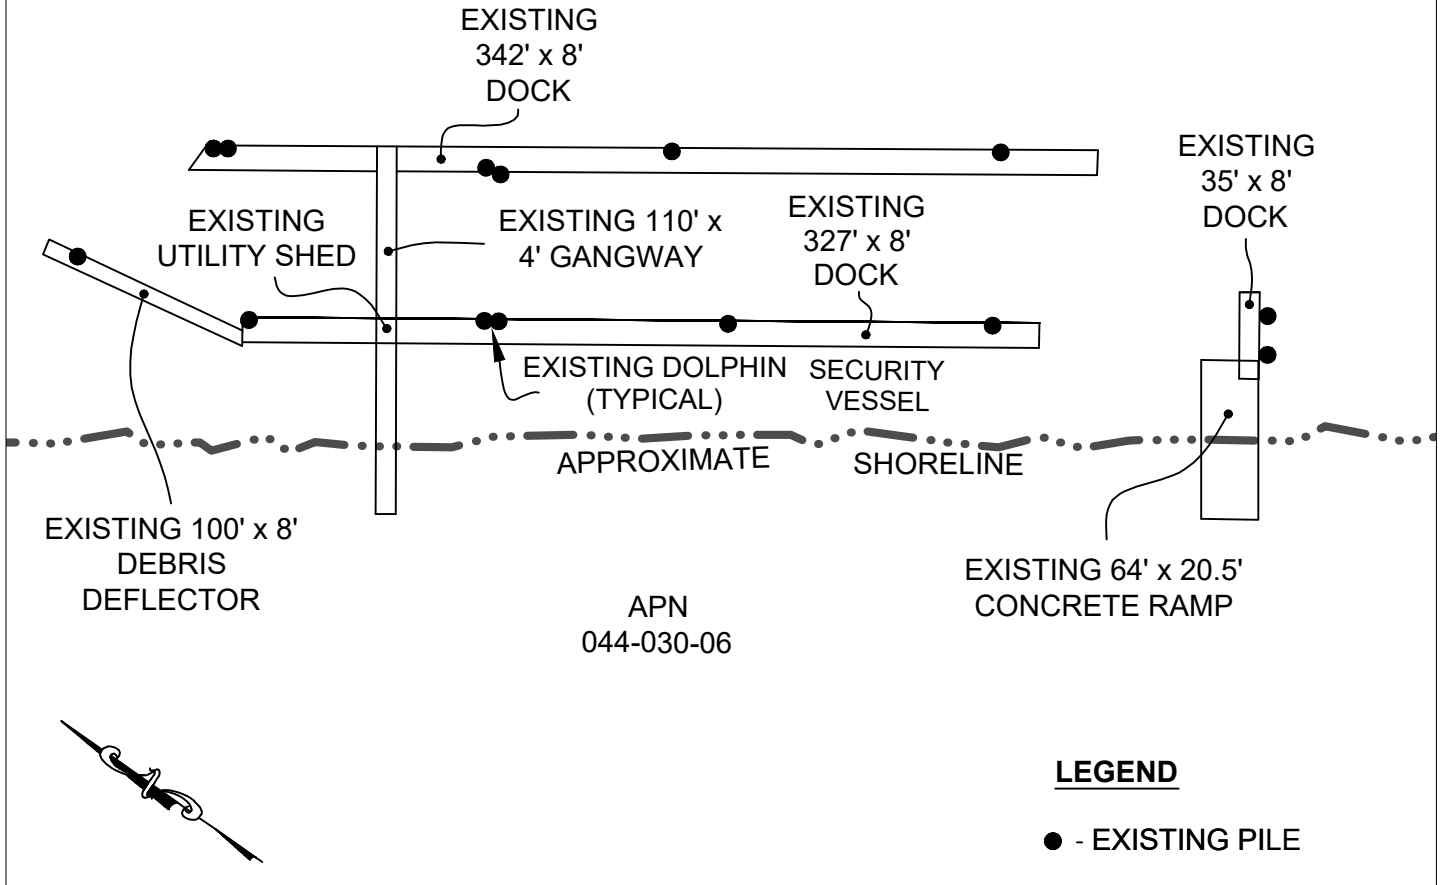 EXISTING
342' x 8'
DOCK
EXISTING
35' x 8'
DOCK
EXISTING
UTILITY SHED
EXISTING 110' x
4' GANGWAY
EXISTING
327' x 8'
DOCK
EXISTING DOLPHIN
(TYPICAL)
SECURITY
VESSEL
APPROXIMATE SHORELINE
EXISTING 100' x 8'
DEBRIS
DEFLECTOR
EXISTING 64' x 20.5'
CONCRETE RAMP
APN
044-030-06
LEGEND
- EXISTING PILE